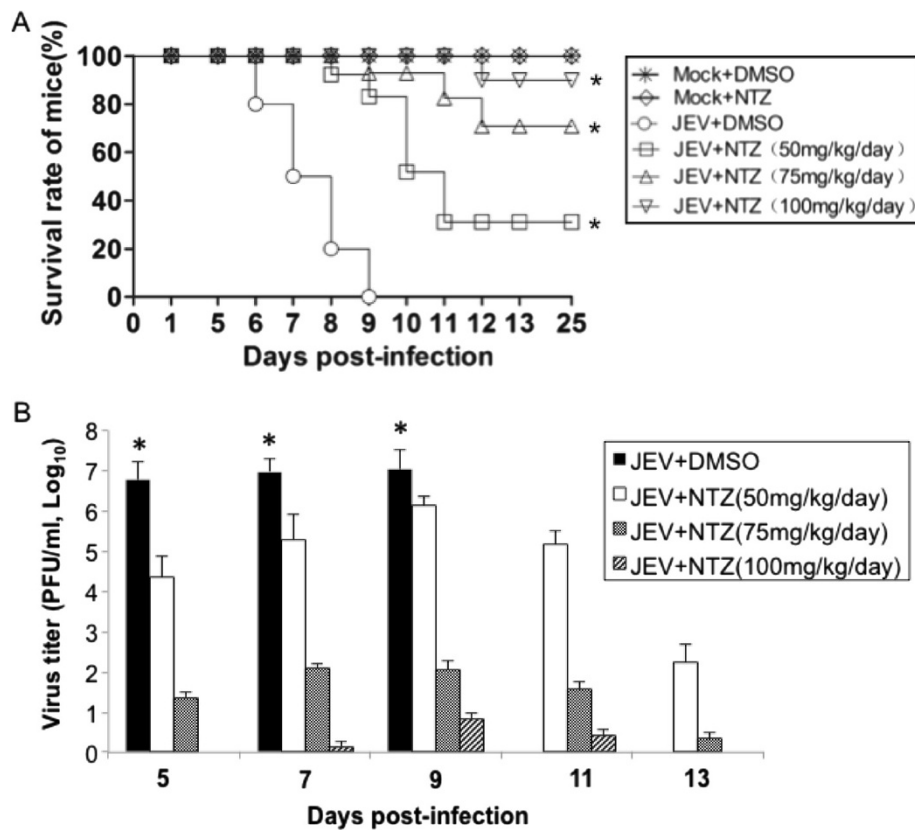 A
Survival rate of mice(%)
100
80
60
40
20
0
0 1 5 6 7 8 9 10 11 12 13 25
Days post-infection
*
*
*
Mock+DMSO
Mock+NTZ
JEV+DMSO
JEV+NTZ (50mg/kg/day)
JEV+NTZ (75mg/kg/day)
JEV+NTZ (100mg/kg/day)
B
Virus titer (PFU/ml, Log10)
8
7
6
5
4
3
2
1
0
* * *
5 7 9 11 13
Days post-infection
JEV+DMSO
JEV+NTZ(50mg/kg/day)
JEV+NTZ(75mg/kg/day)
JEV+NTZ(100mg/kg/day)